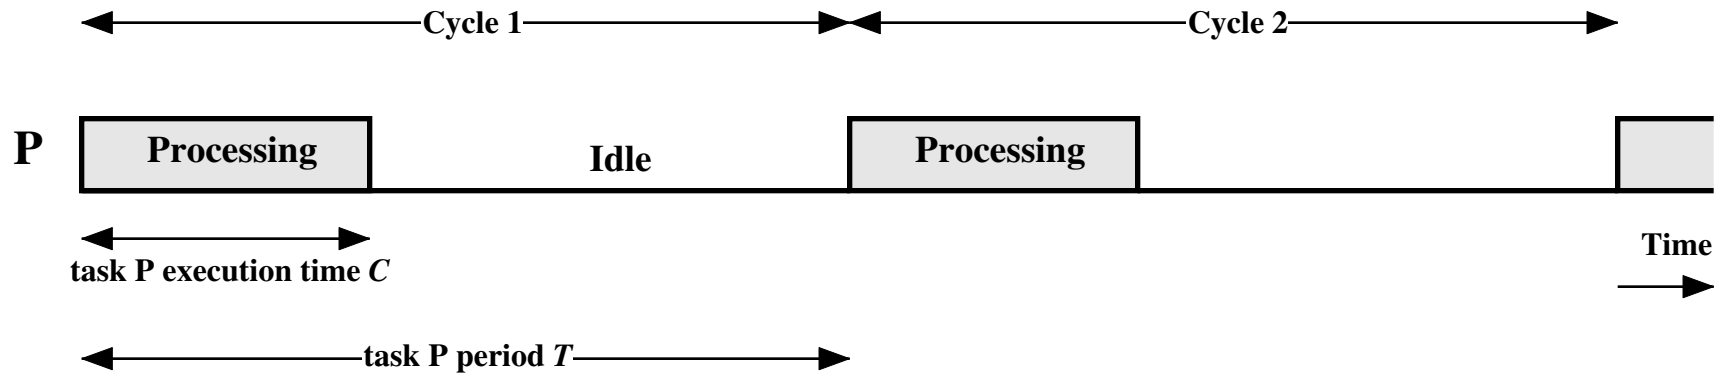 Cycle 1
Cycle 2
P
Processing
Idle
Processing
Time
task P execution time C
task P period T